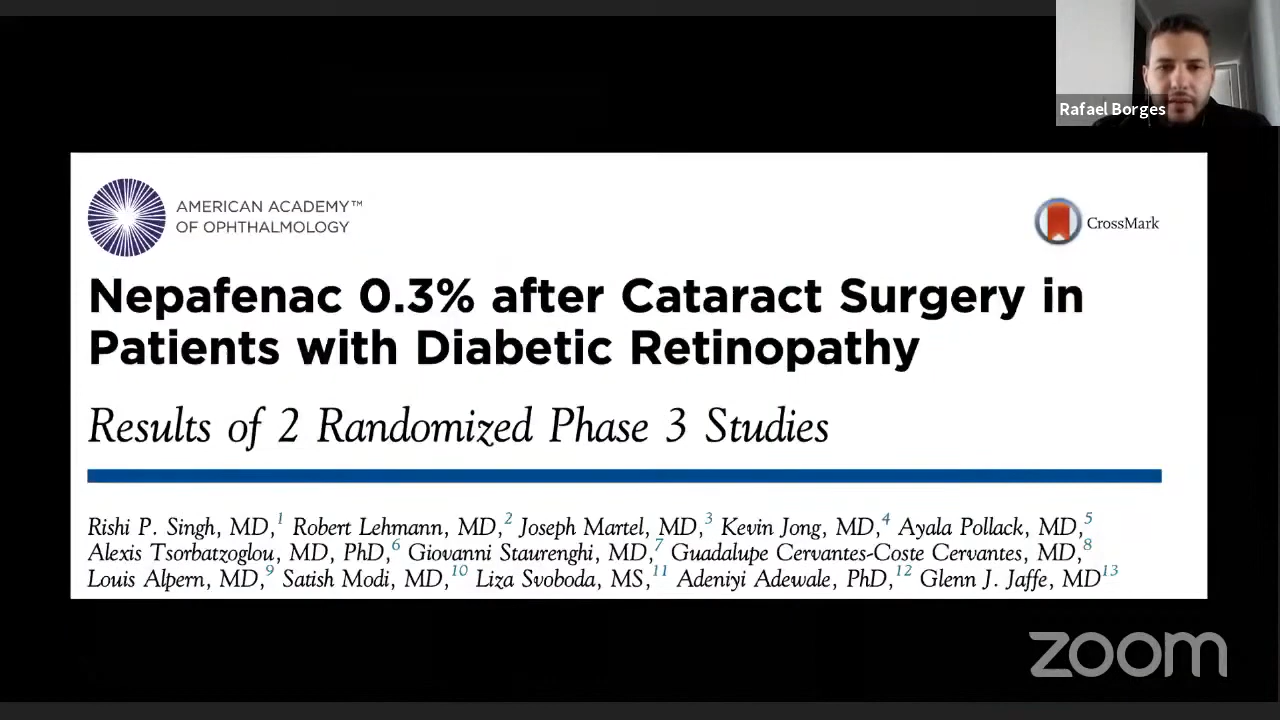 Rafael Borges
AMERICAN ACADEMY™
OF OPHTHALMOLOGY
CrossMark
Nepafenac 0.3% after Cataract Surgery in
Patients with Diabetic Retinopathy
Results of 2 Randomized Phase 3 Studies
Rishi P. Singh, MD,¹ Robert Lehmann, MD,² Joseph Martel, MD,³ Kevin Jong, MD,⁴ Ayala Pollack, MD,⁵
Alexis Tsorbatzoglou, MD, PhD,⁶ Giovanni Staurenghi, MD,⁷ Guadalupe Cervantes-Coste Cervantes, MD,⁸
Louis Alpern, MD,⁹ Satish Modi, MD,¹⁰ Liza Svoboda, MS,¹¹ Adeniyi Adewale, PhD,¹² Glenn J. Jaffe, MD¹³
zoom